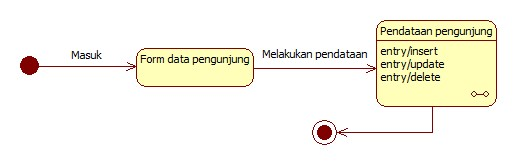 Masuk
Form data pengunjung
Melakukan pendataan
Pendataan pengunjung
entry/insert
entry/update
entry/delete